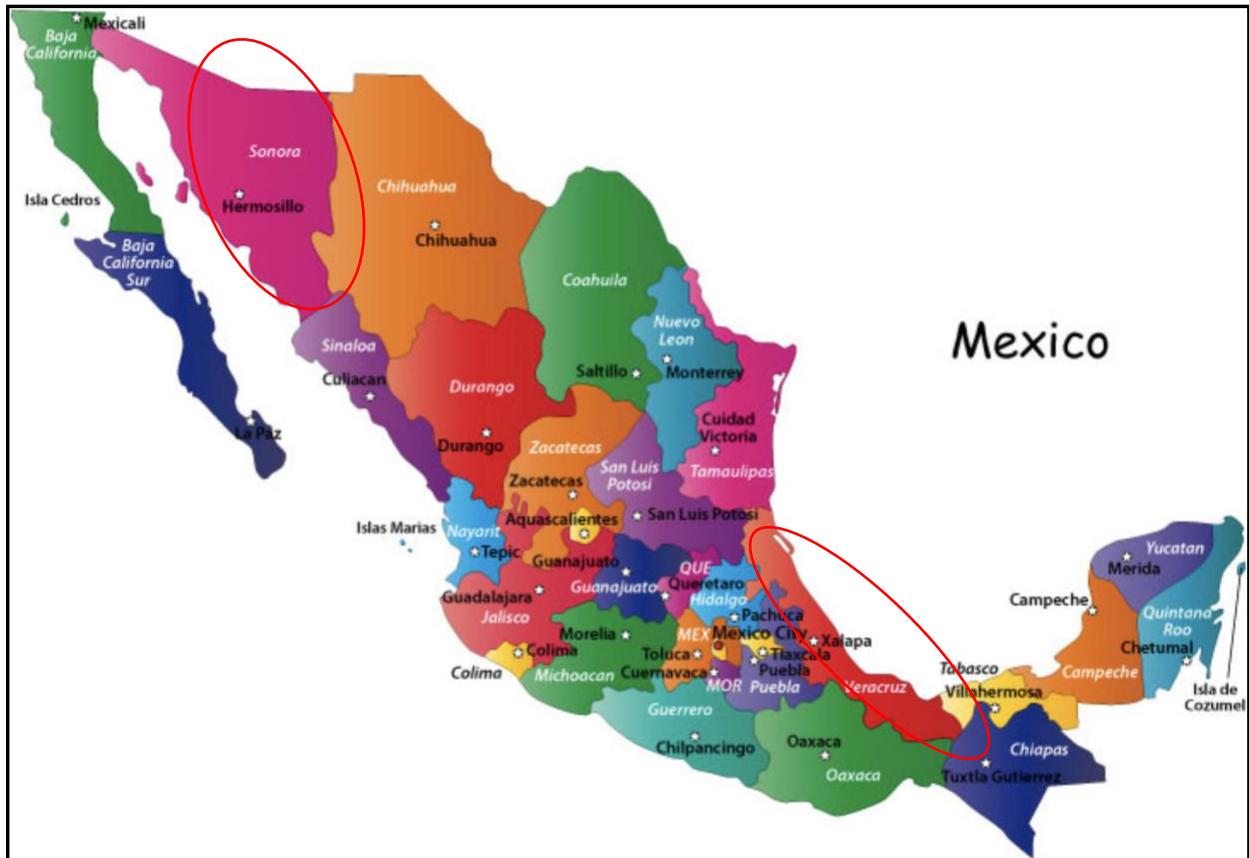 Mexicali
Baja
California
Sonora
Hermosillo
Isla Cedros
Baja
California
Sur
La Paz
Chihuahua
Chihuahua
Coahuila
Saltillo
Nuevo
Leon
Monterrey
Mexico
Sinaloa
Culiacan
Durango
Durango
Cuidad
Victoria
Tamaulipas
Zacatecas
Zacatecas
San Luis
Potosi
San Luis Potosi
Aquascalientes
Islas Marias
Nayarit
Tepic
Guanajuato
Guanajuato
QUE
Queretaro
Hidalgo
Pachuca
Guadalajara
Jalisco
Morelia
MEX
Mexico City
Xalapa
Colima
Colima
Michoacan
Toluca
Tlaxcala
Cuernavaca
Puebla
MOR
Puebla
Veracruz
Guerrero
Chilpancingo
Oaxaca
Oaxaca
Tabasco
Villahermosa
Chiapas
Tuxtla Gutierrez
Campeche
Campeche
Yucatan
Merida
Quintana
Roo
Chetumal
Isla de
Cozumel